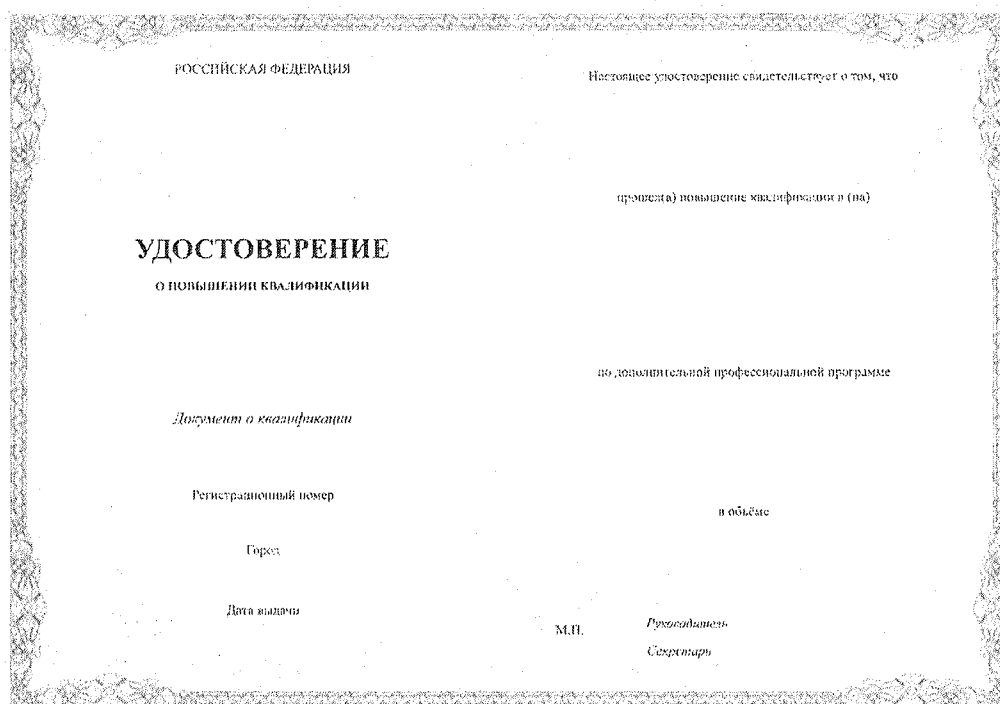 РОССИЙСКАЯ ФЕДЕРАЦИЯ
УДОСТОВЕРЕНИЕ
О ПОВЫШЕНИИ КВАЛИФИКАЦИИ
Документ о квалификации
Регистрационный номер
Город
Дата выдачи
Настоящее удостоверение свидетельствует о том, что
прошел(а) повышение квалификации в (на)
по дополнительной профессиональной программе
в объёме
М.П.
Руководитель
Секретарь